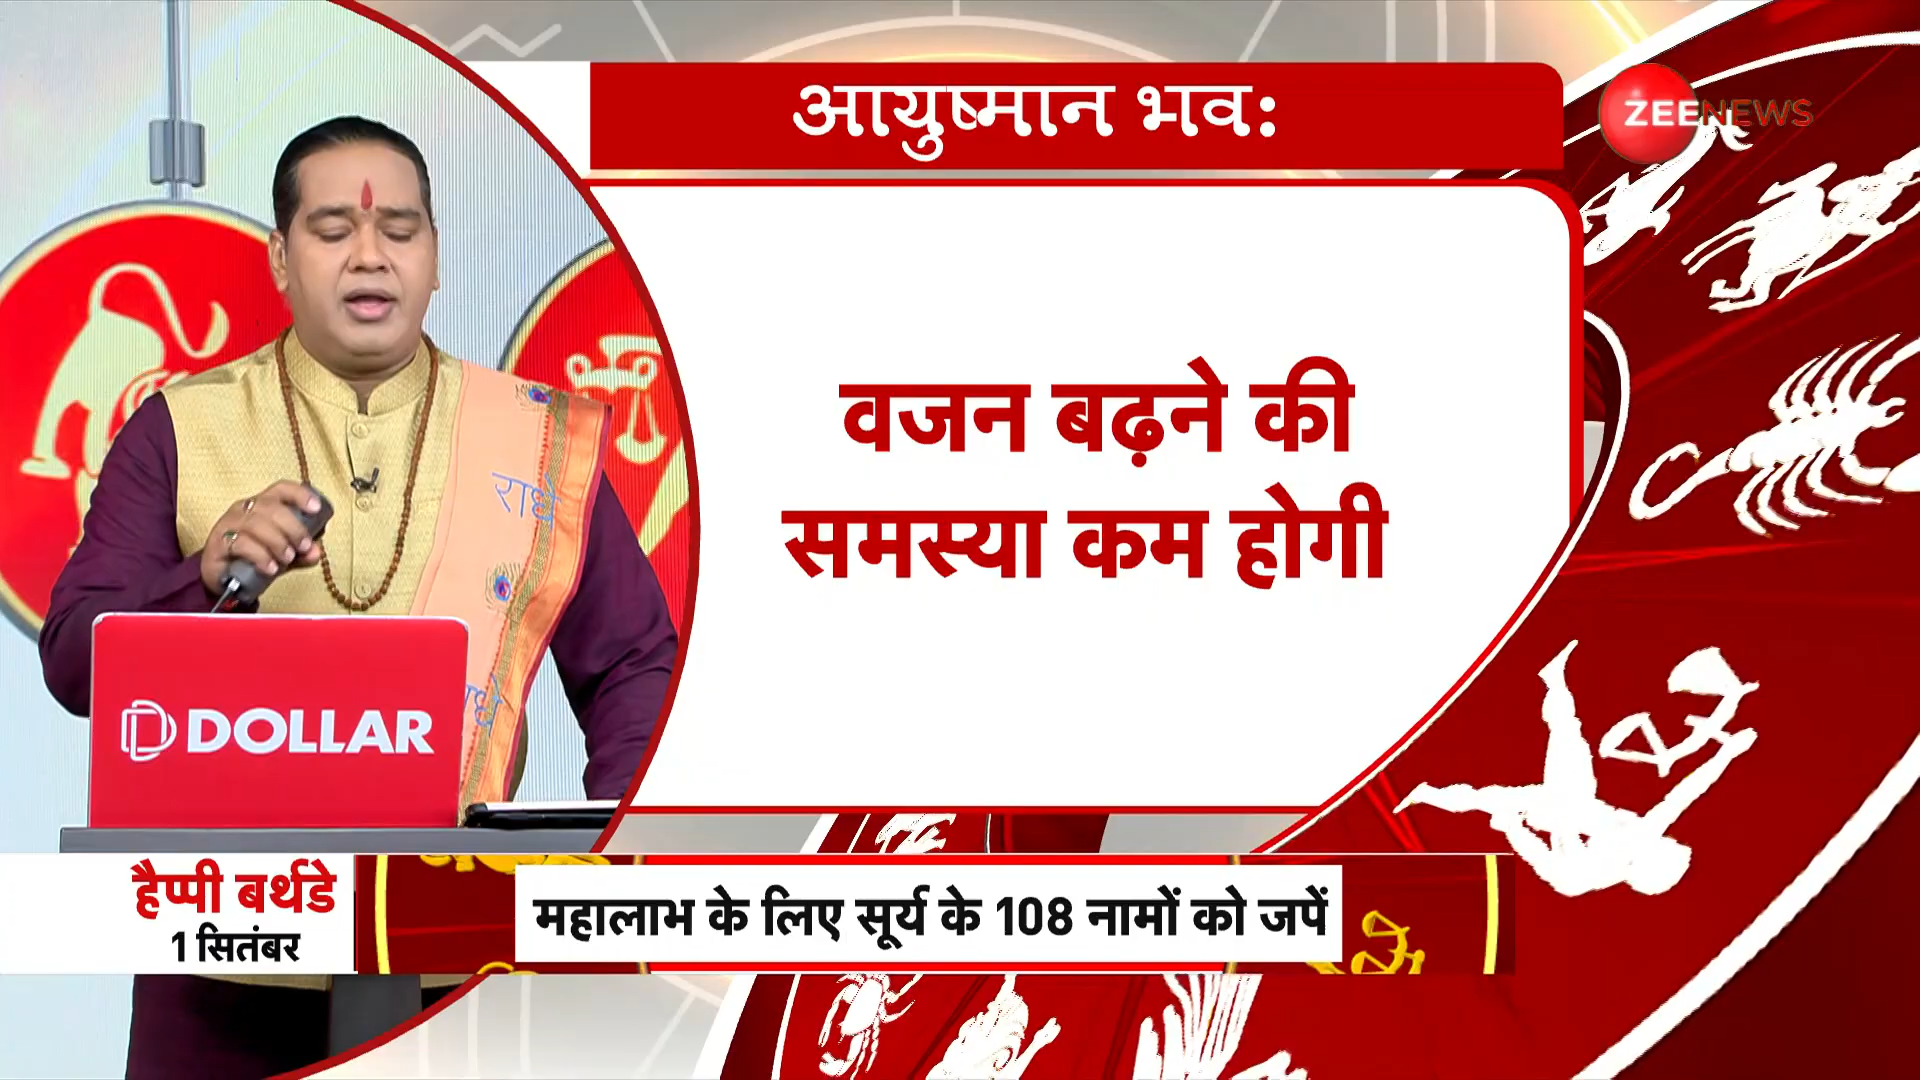 आयुष्मान भव:
ZEE NEWS
वजन बढ़ने की
समस्या कम होगी
राधे
DOLLAR
हैप्पी बर्थडे
1 सितंबर
महालाभ के लिए सूर्य के 108 नामों को जपें